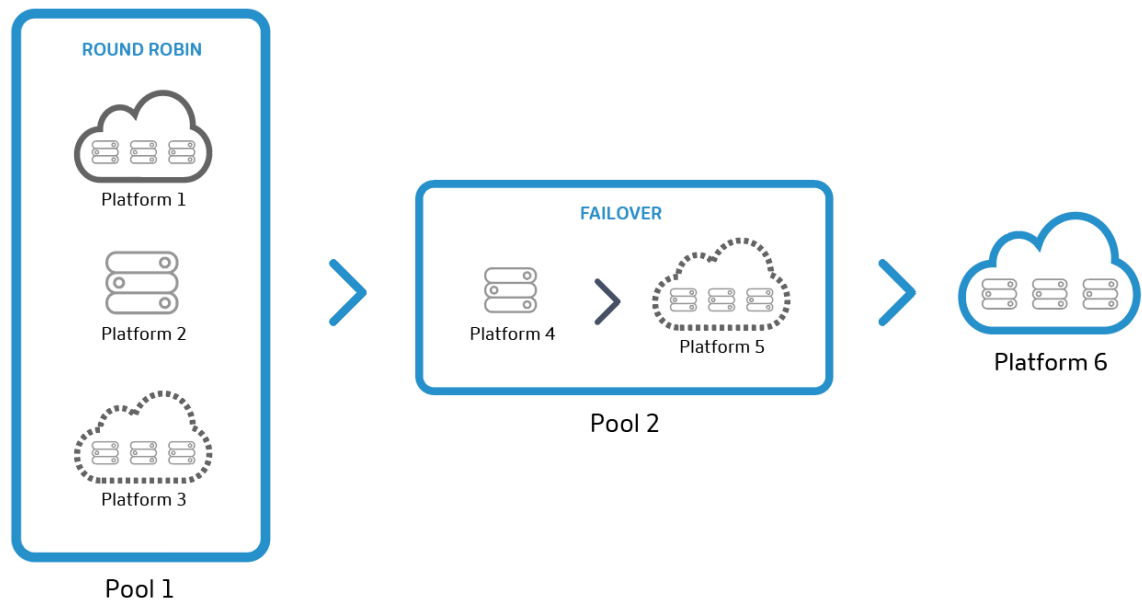 ROUND ROBIN
Platform 1
Platform 2
Platform 3
Pool 1
FAILOVER
Platform 4
Platform 5
Pool 2
Platform 6